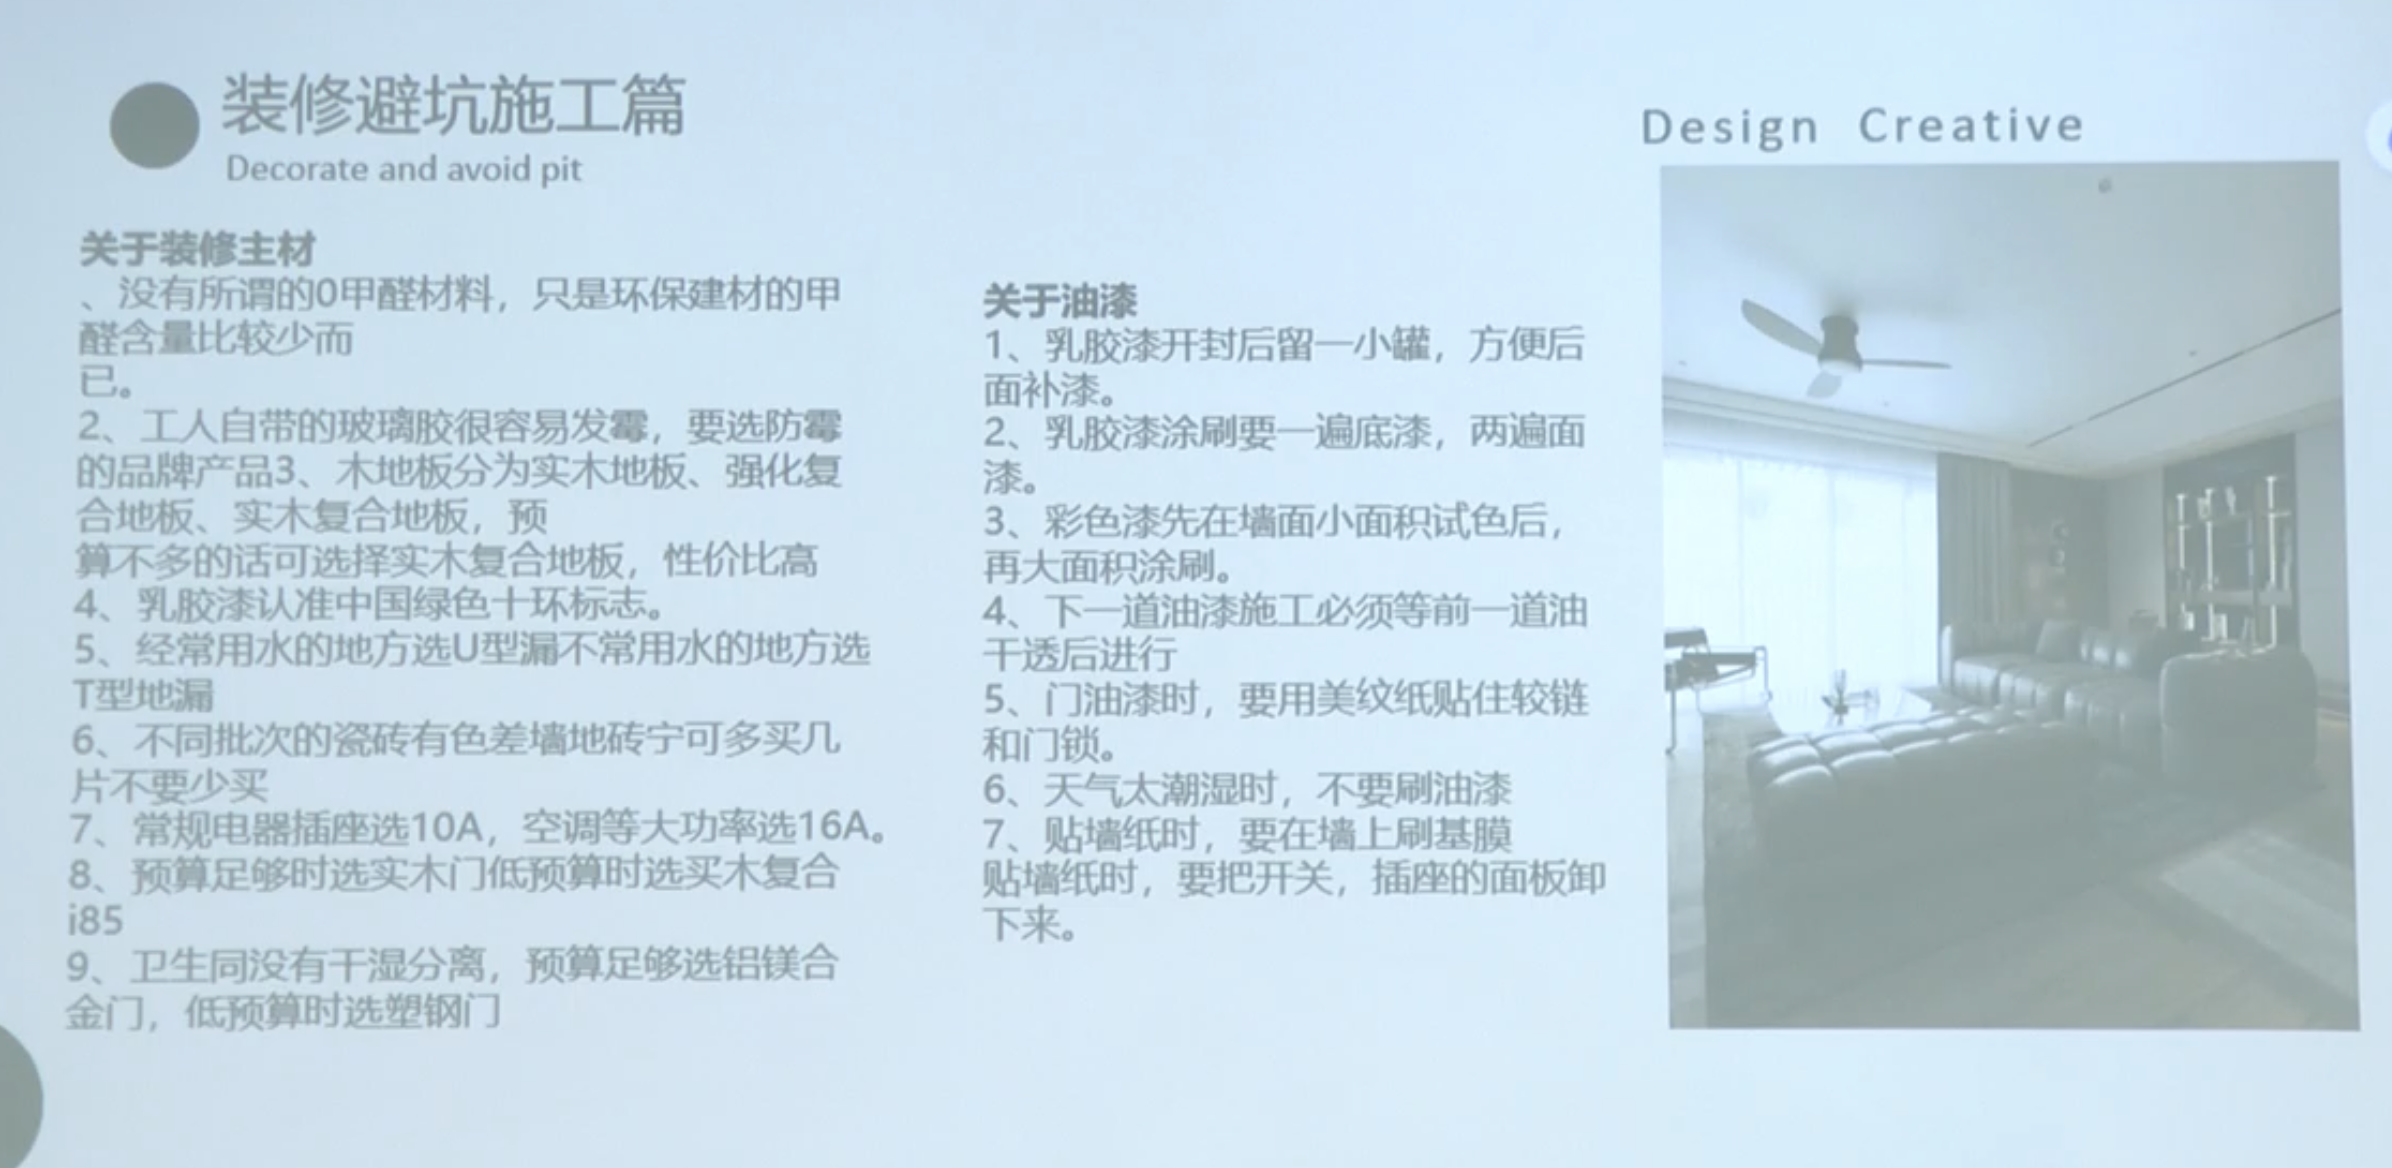 装修避坑施工篇
Decorate and avoid pit
关于装修主材
、没有所谓的0甲醛材料，只是环保建材的甲
醛含量比较少而
已。
2、工人自带的玻璃胶很容易发霉，要选防霉
的品牌产品3、木地板分为实木地板、强化复
合地板、实木复合地板，预
算不多的话可选择实木复合地板，性价比高
4、乳胶漆认准中国绿色十环标志。
5、经常用水的地方选U型漏不常用水的地方选
T型地漏
6、不同批次的瓷砖有色差墙地砖宁可多买几
片不要少买
7、常规电器插座选10A，空调等大功率选16A。
8、预算足够时选实木门低预算时选买木复合
i85
9、卫生同没有干湿分离，预算足够选铝镁合
金门，低预算时选塑钢门
关于油漆
1、乳胶漆开封后留一小罐，方便后
面补漆。
2、乳胶漆涂刷要一遍底漆，两遍面
漆。
3、彩色漆先在墙面小面积试色后，
再大面积涂刷。
4、下一道油漆施工必须等前一道油
干透后进行
5、门油漆时，要用美纹纸贴住较链
和门锁。
6、天气太潮湿时，不要刷油漆
7、贴墙纸时，要在墙上刷基膜
贴墙纸时，要把开关，插座的面板卸
下来。
Design Creative